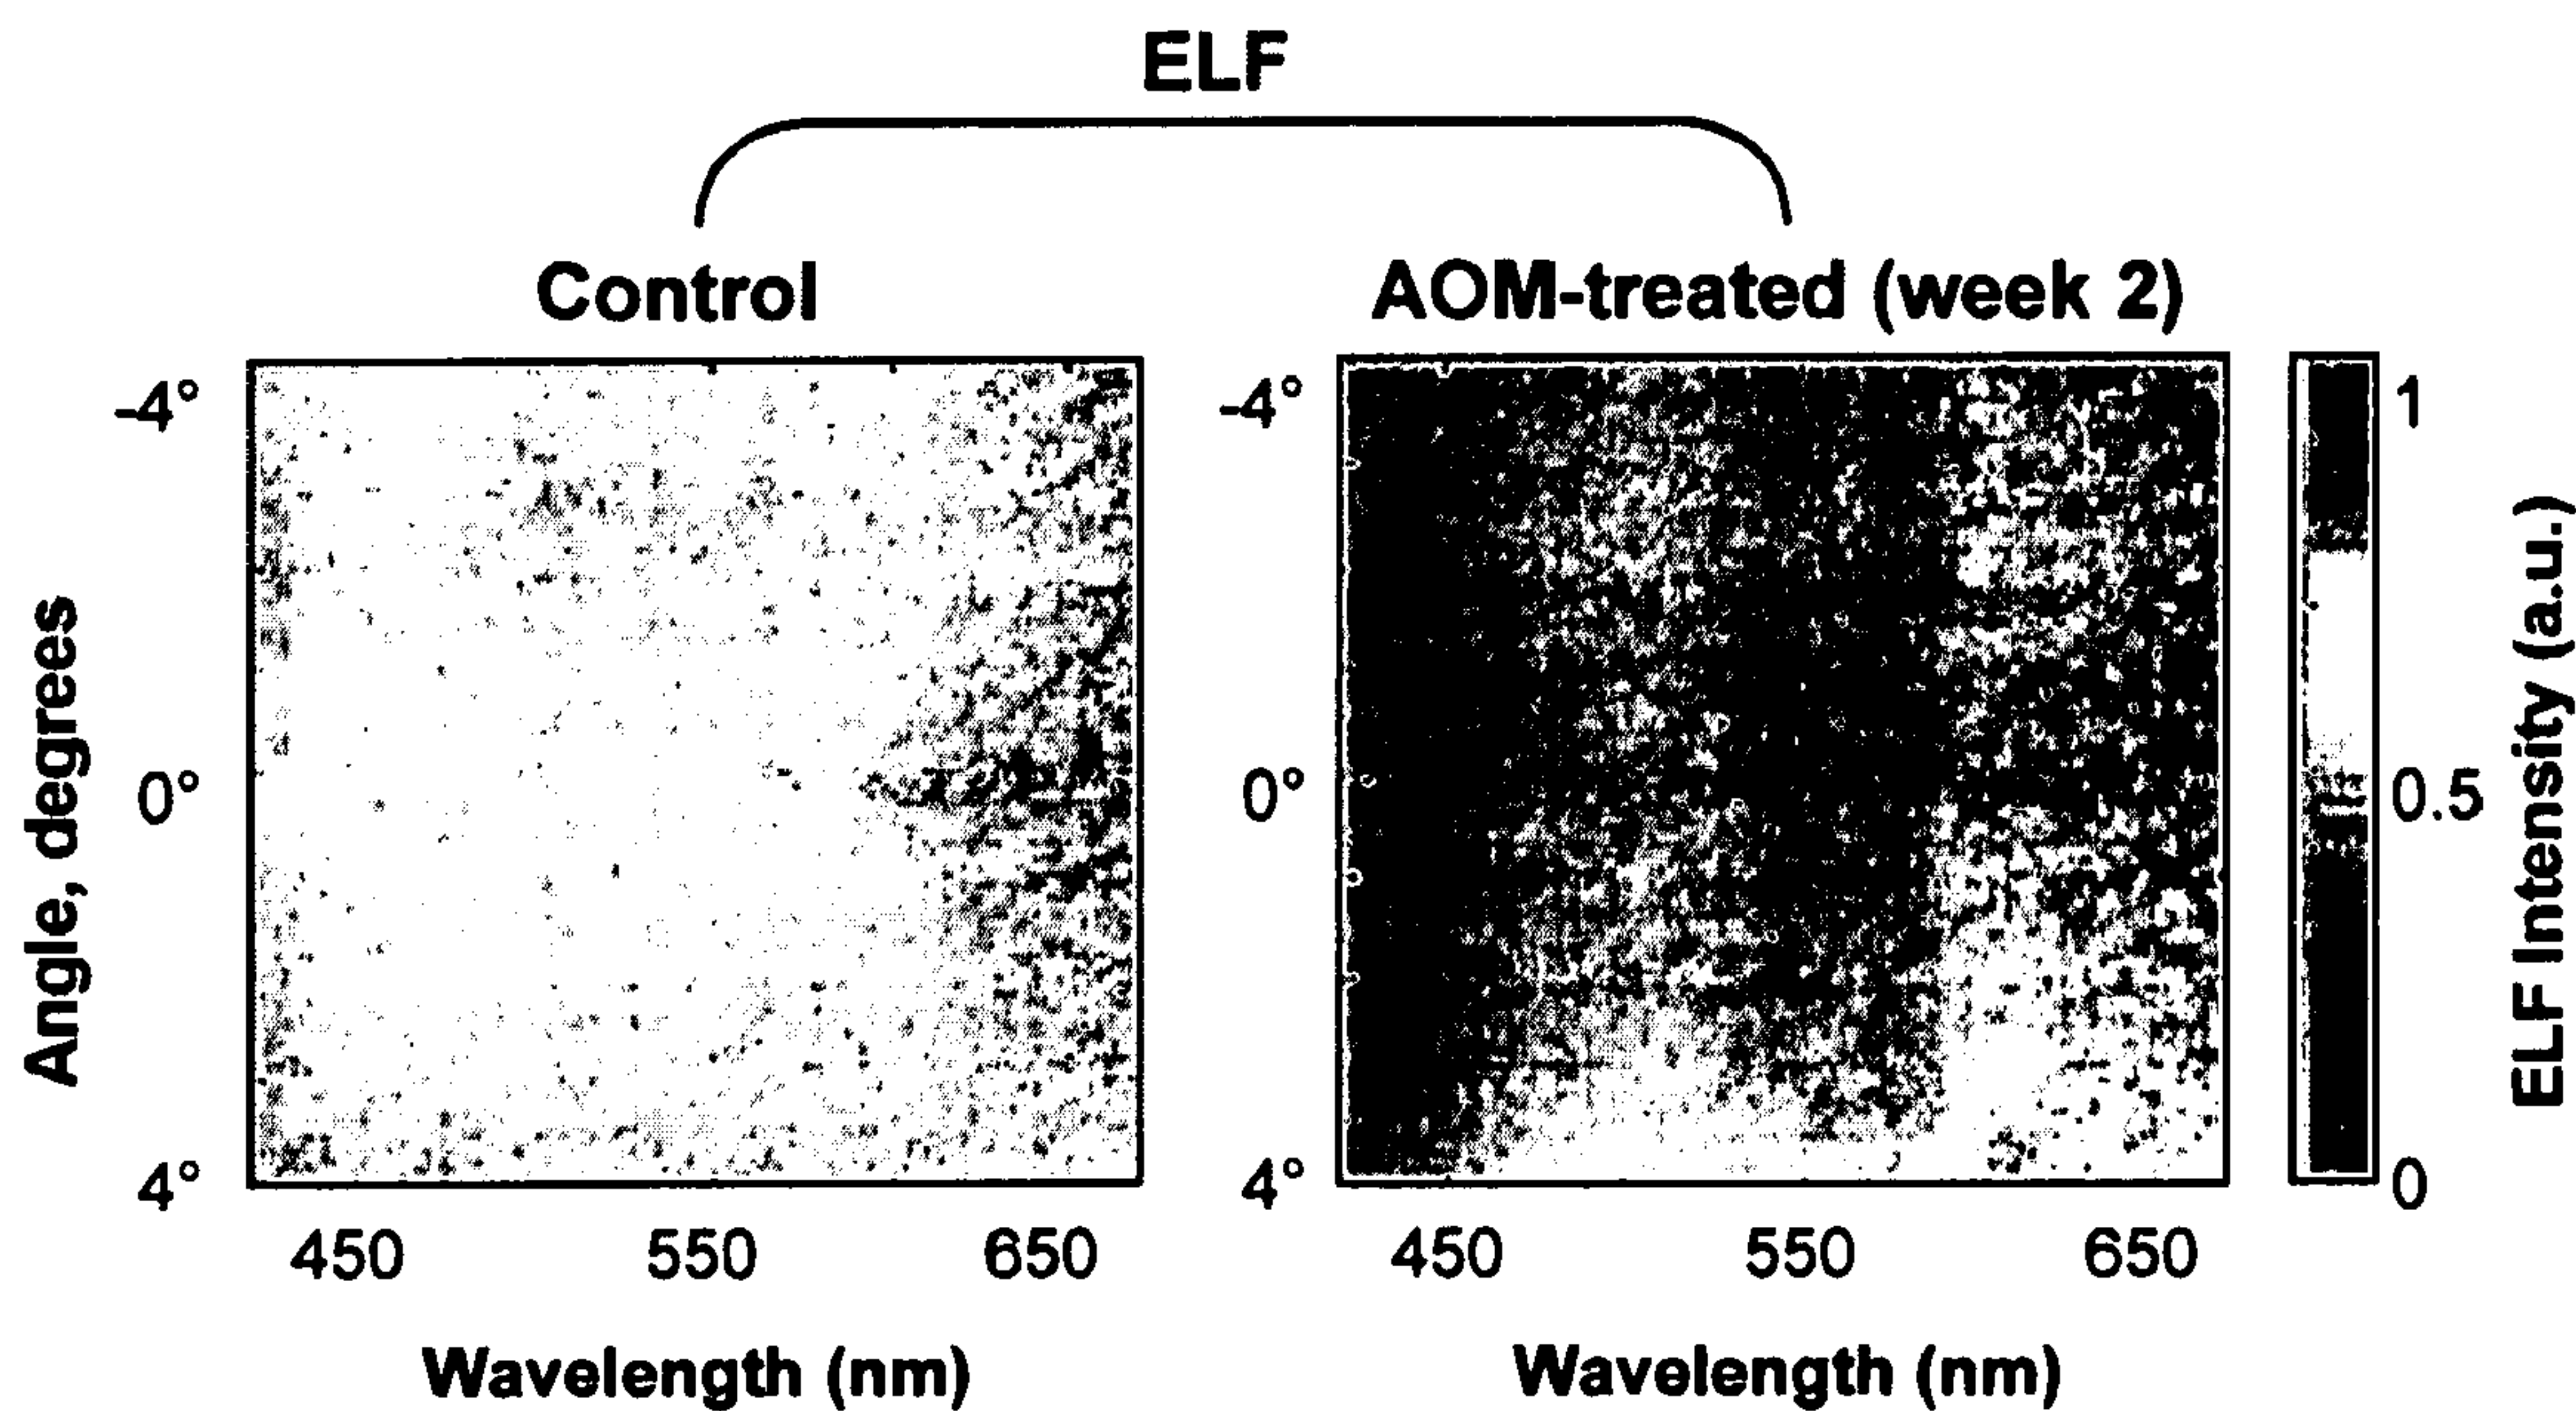 ELF
Control
AOM-treated (week 2)
-4°
0°
4°
Angle, degrees
450 550 650
Wavelength (nm)
-4°
0°
4°
450 550 650
Wavelength (nm)
1
0.5
0
ELF Intensity (a.u.)